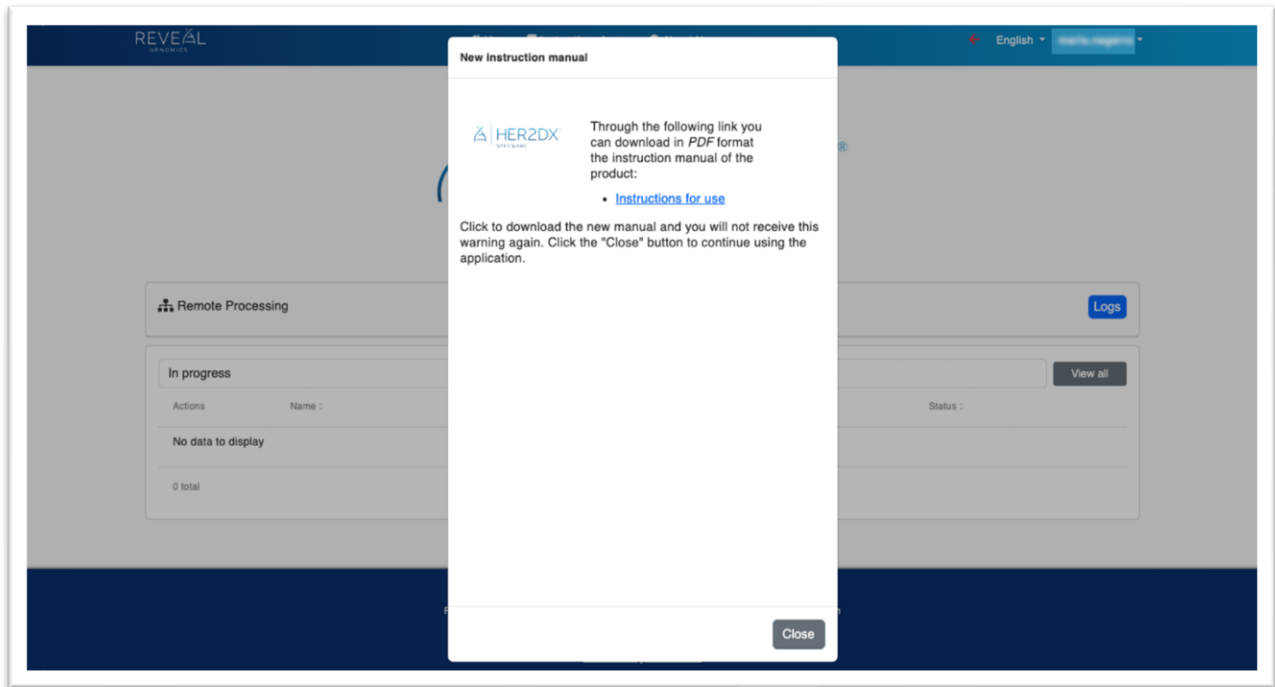 REVEAL
GENOMICS
English
New instruction manual
HER2DX
SOFTWARE
Through the following link you
can download in PDF format
the instruction manual of the
product:
• Instructions for use
Click to download the new manual and you will not receive this
warning again. Click the "Close" button to continue using the
application.
®
Remote Processing
Logs
In progress
View all
Actions
Name
Status
No data to display
0 total
Close